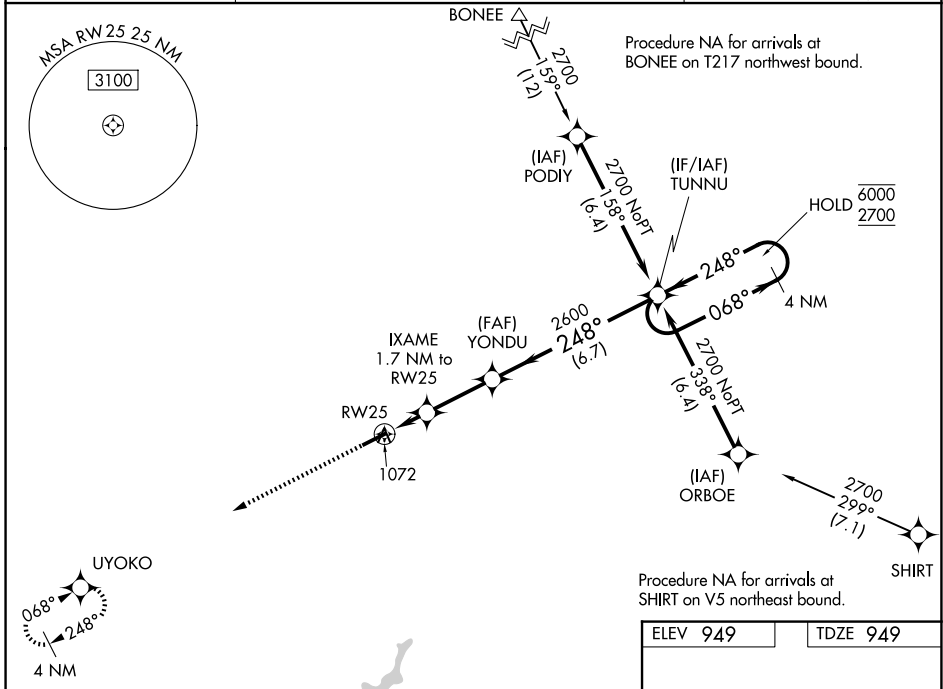 MSA RW 25 25 NM
3100
BONEE
2700
159°
(12)
Procedure NA for arrivals at
BONEE on T217 northwest bound.
(IAF)
PODIY
2700 NoPT
158°
(6.4)
(IF/IAF)
TUNNU
HOLD 6000
2700
248°
068°
4 NM
2600
248°
(6.7)
(FAF)
YONDU
IXAME
1.7 NM to
RW25
RW25
1072
2700 NoPT
338°
(6.4)
(IAF)
ORBOE
2700
299°
(7.1)
SHIRT
UYOKO
068°
248°
4 NM
Procedure NA for arrivals at
SHIRT on V5 northeast bound.
ELEV 949
TDZE 949